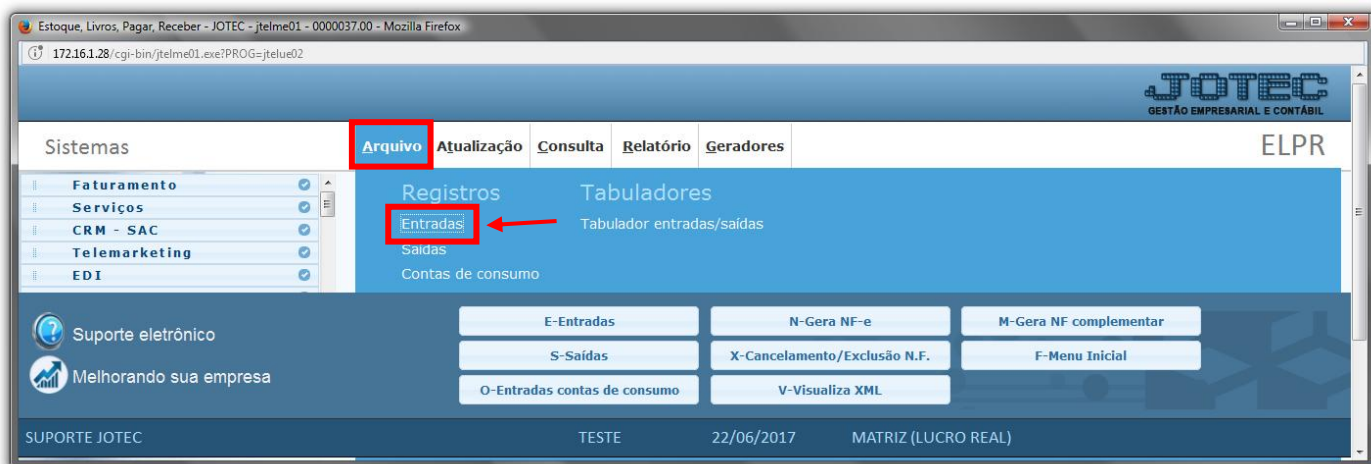 Estoque, Livros, Pagar, Receber - JOTEC - jtelme01 - 0000037.00 - Mozilla Firefox
172.16.1.28/cgi-bin/jtelme01.exe?PROG=jtelue02
JOTEC
GESTÃO EMPRESARIAL E CONTÁBIL
Sistemas
Arquivo Atualização Consulta Relatório Geradores
ELPR
Faturamento
Serviços
CRM - SAC
Telemarketing
EDI
Registros
Entradas
Saídas
Contas de consumo
Tabuladores
Tabulador entradas/saídas
Suporte eletrônico
Melhorando sua empresa
E-Entradas N-Gera NF-e M-Gera NF complementar
S-Saídas X-Cancelamento/Exclusão N.F. F-Menu Inicial
O-Entradas contas de consumo V-Visualiza XML
SUPORTE JOTEC TESTE 22/06/2017 MATRIZ (LUCRO REAL)